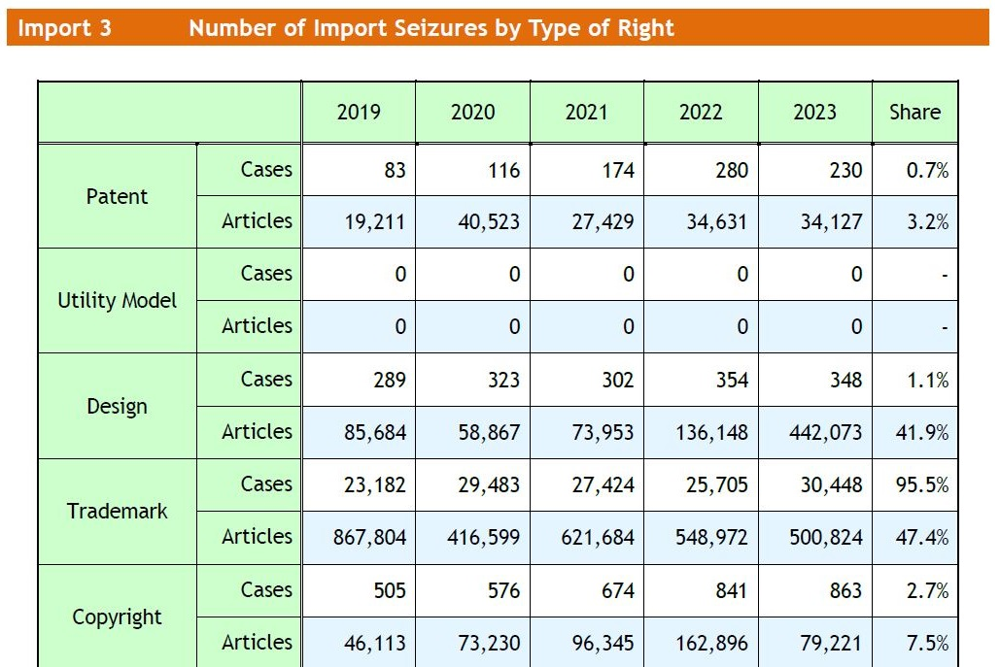 Import 3 Number of Import Seizures by Type of Right
2019 2020 2021 2022 2023 Share
Patent
Cases 83 116 174 280 230 0.7%
Articles 19,211 40,523 27,429 34,631 34,127 3.2%
Utility Model
Cases 0 0 0 0 0 -
Articles 0 0 0 0 0 -
Design
Cases 289 323 302 354 348 1.1%
Articles 85,684 58,867 73,953 136,148 442,073 41.9%
Trademark
Cases 23,182 29,483 27,424 25,705 30,448 95.5%
Articles 867,804 416,599 621,684 548,972 500,824 47.4%
Copyright
Cases 505 576 674 841 863 2.7%
Articles 46,113 73,230 96,345 162,896 79,221 7.5%